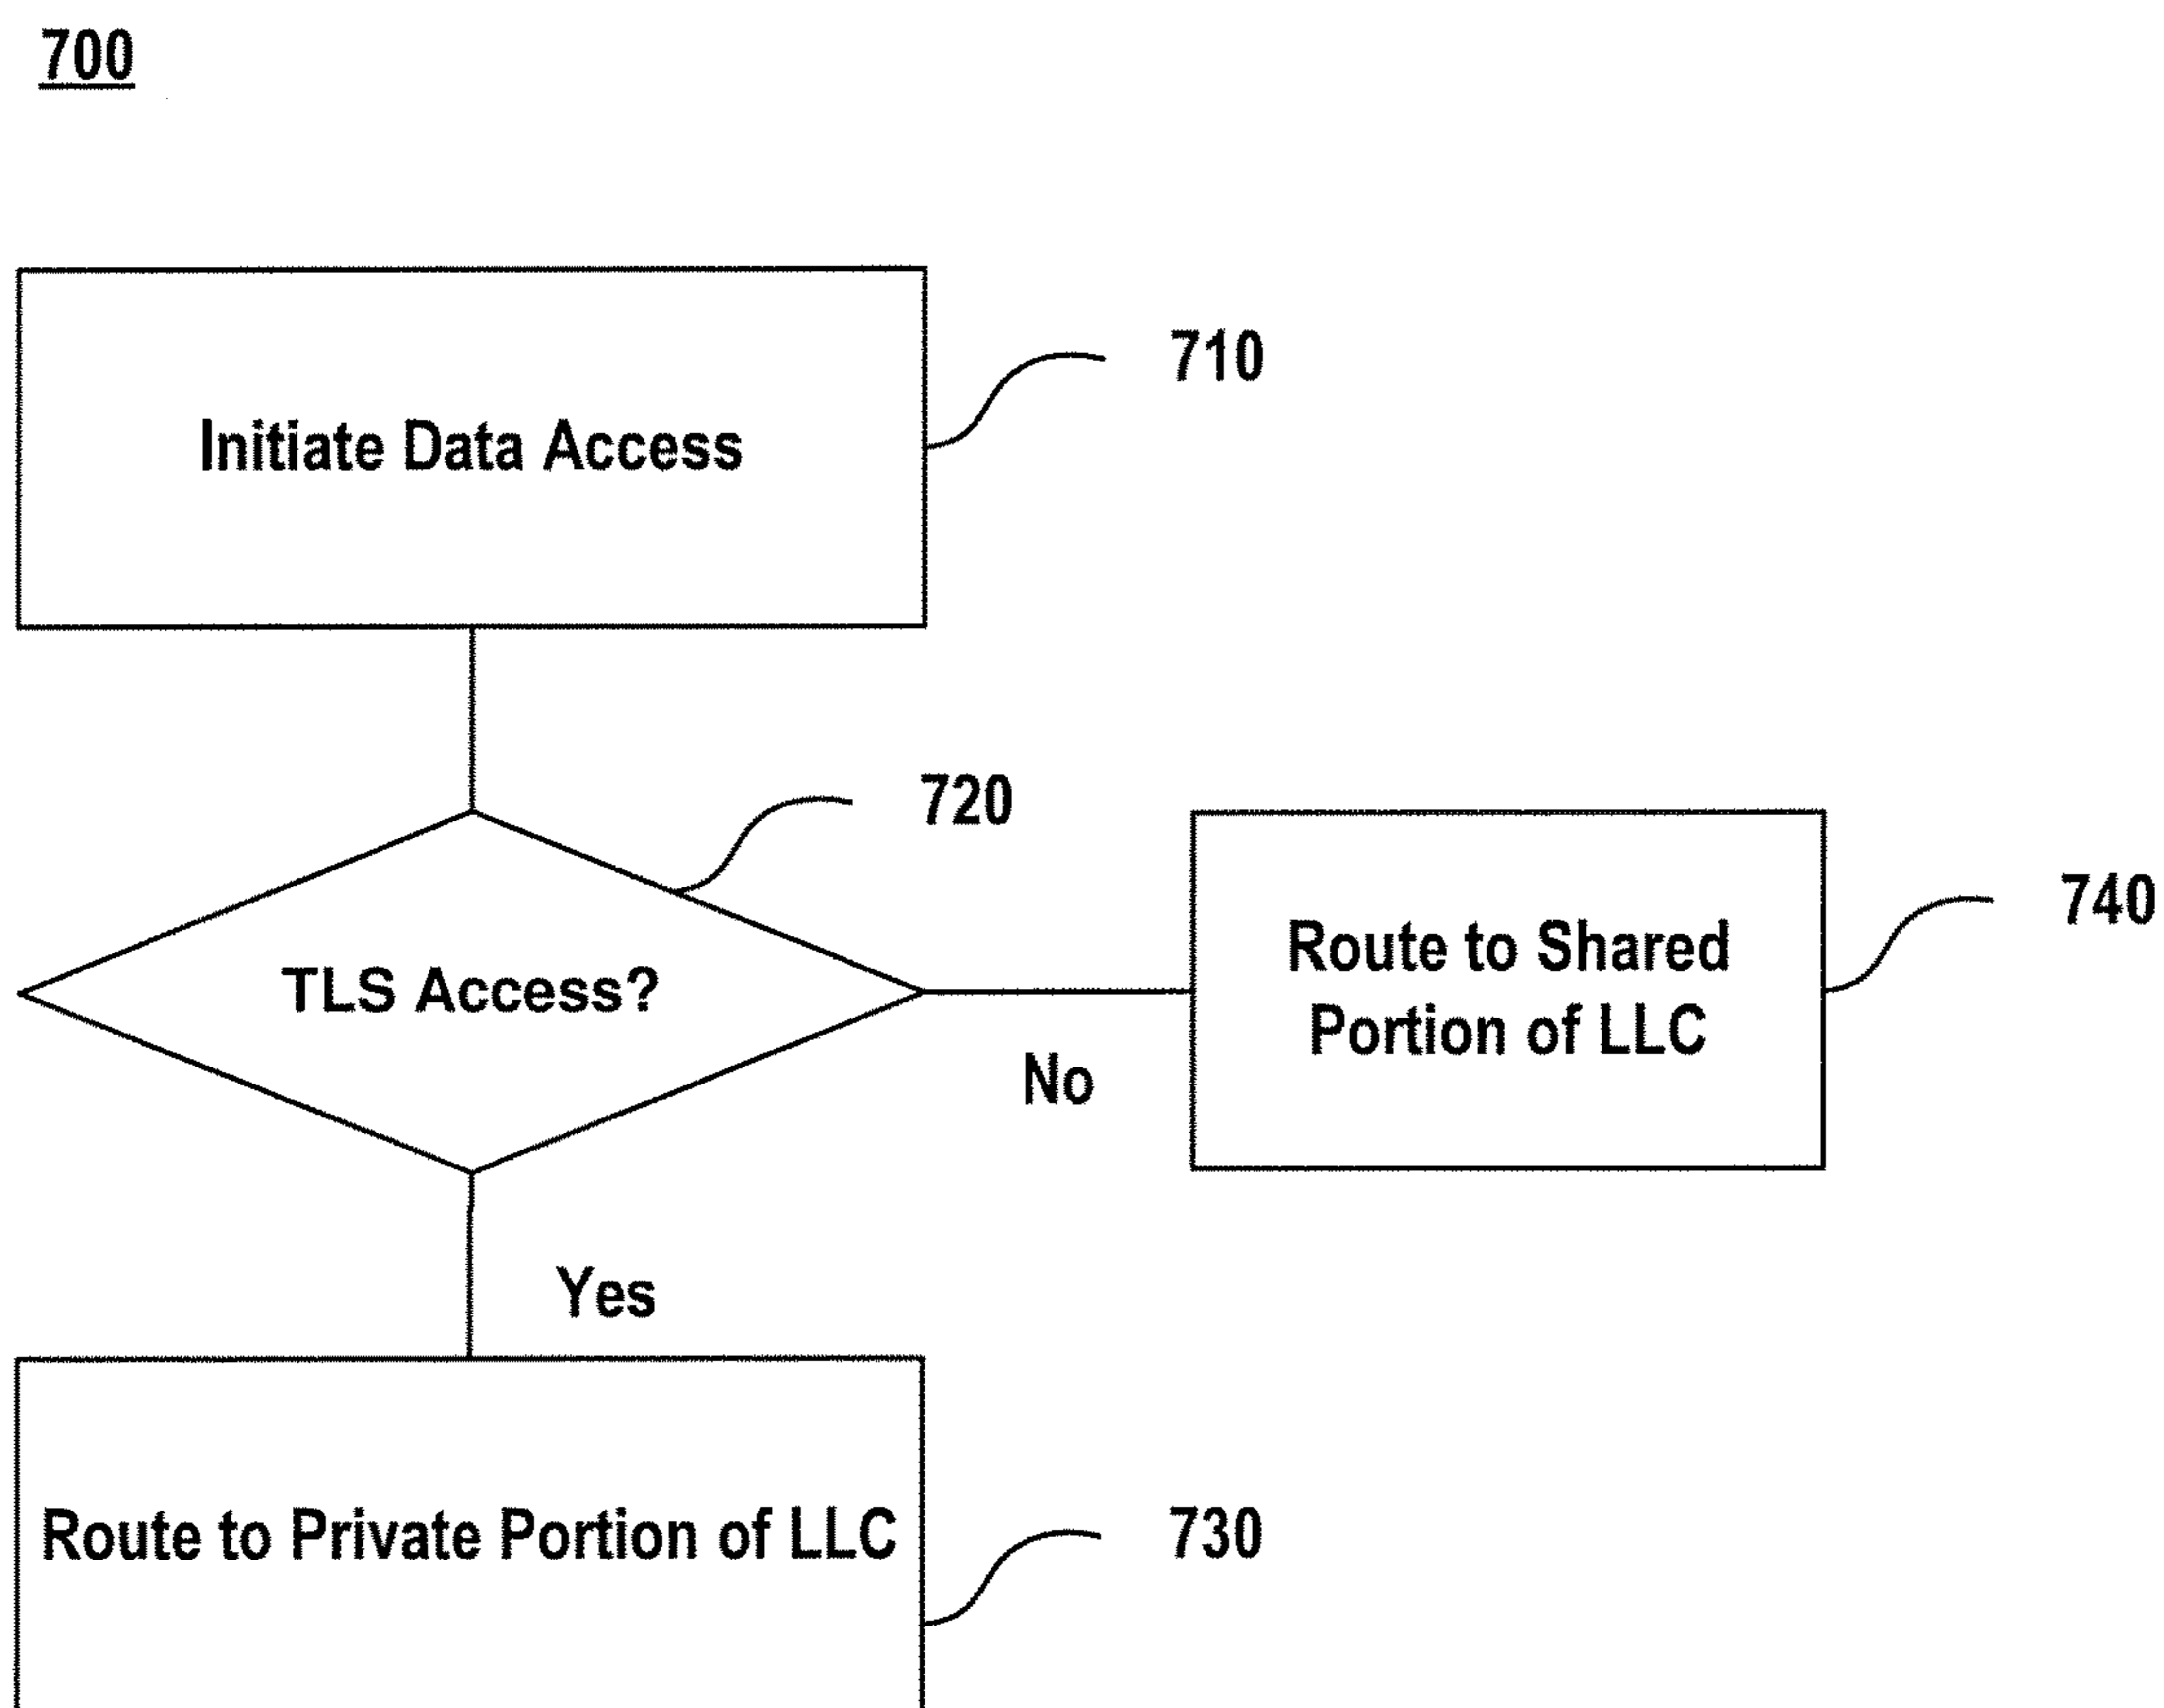 700
Initiate Data Access
710
TLS Access?
720
No
Route to Shared
Portion of LLC
740
Yes
Route to Private Portion of LLC
730